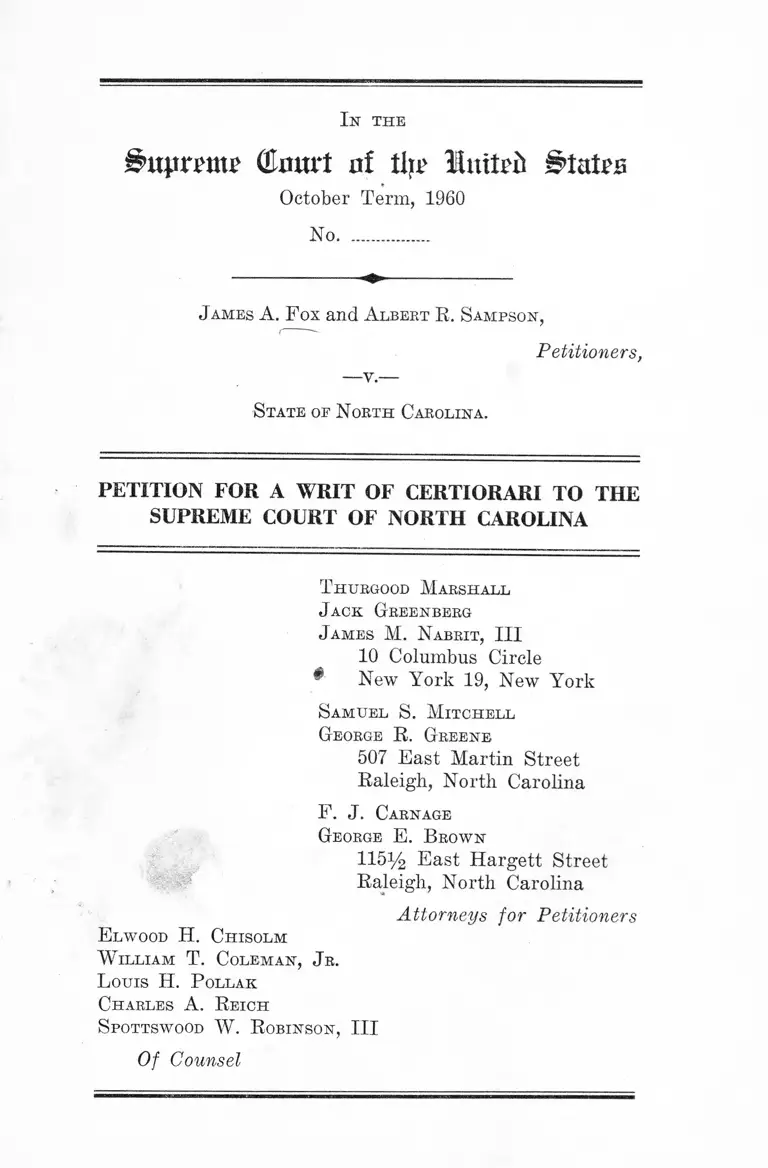 IN THE
Supreme Court of the United States
October Term, 1960
No. ................
JAMES A. FOX and ALBERT R. SAMPSON,
Petitioners,
—v.—
STATE OF NORTH CAROLINA.
PETITION FOR A WRIT OF CERTIORARI TO THE
SUPREME COURT OF NORTH CAROLINA
THURGOOD MARSHALL
JACK GREENBERG
JAMES M. NABRIT, III
10 Columbus Circle
New York 19, New York
SAMUEL S. MITCHELL
GEORGE R. GREENE
507 East Martin Street
Raleigh, North Carolina
F. J. CARNAGE
GEORGE E. BROWN
115½ East Hargett Street
Raleigh, North Carolina
Attorneys for Petitioners
ELWOOD H. CHISOLM
WILLIAM T. COLEMAN, JR.
LOUIS H. POLLAK
CHARLES A. REICH
SPOTTSWOOD W. ROBINSON, III
Of Counsel